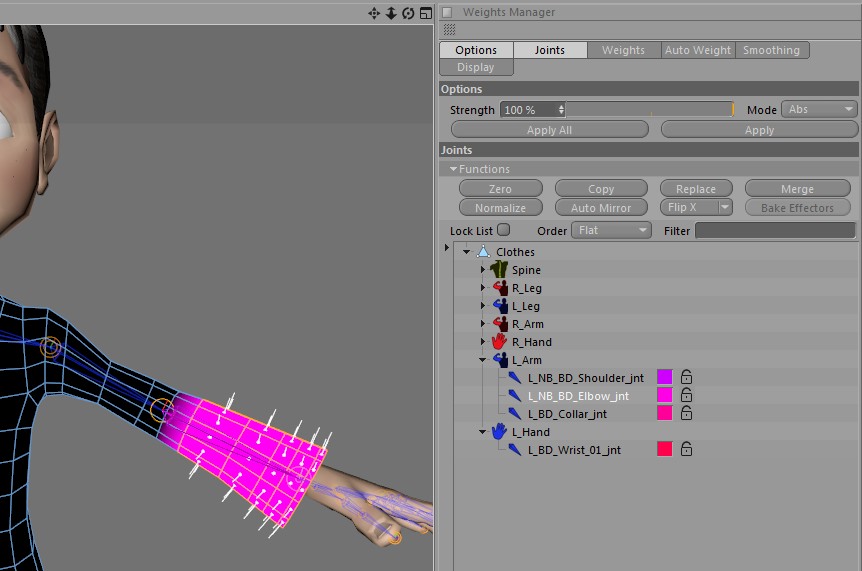 Weights Manager
Options Joints Weights Auto Weight Smoothing
Display
Options
Strength 100 % Mode Abs
Apply All Apply
Joints
Functions
Zero Copy Replace Merge
Normalize Auto Mirror Flip X Bake Effectors
Lock List Order Flat Filter
Clothes
Spine
R_Leg
L_Leg
R_Arm
R_Hand
L_Arm
L_NB_BD_Shoulder_jnt
L_NB_BD_Elbow_jnt
L_BD_Collar_jnt
L_Hand
L_BD_Wrist_01_jnt